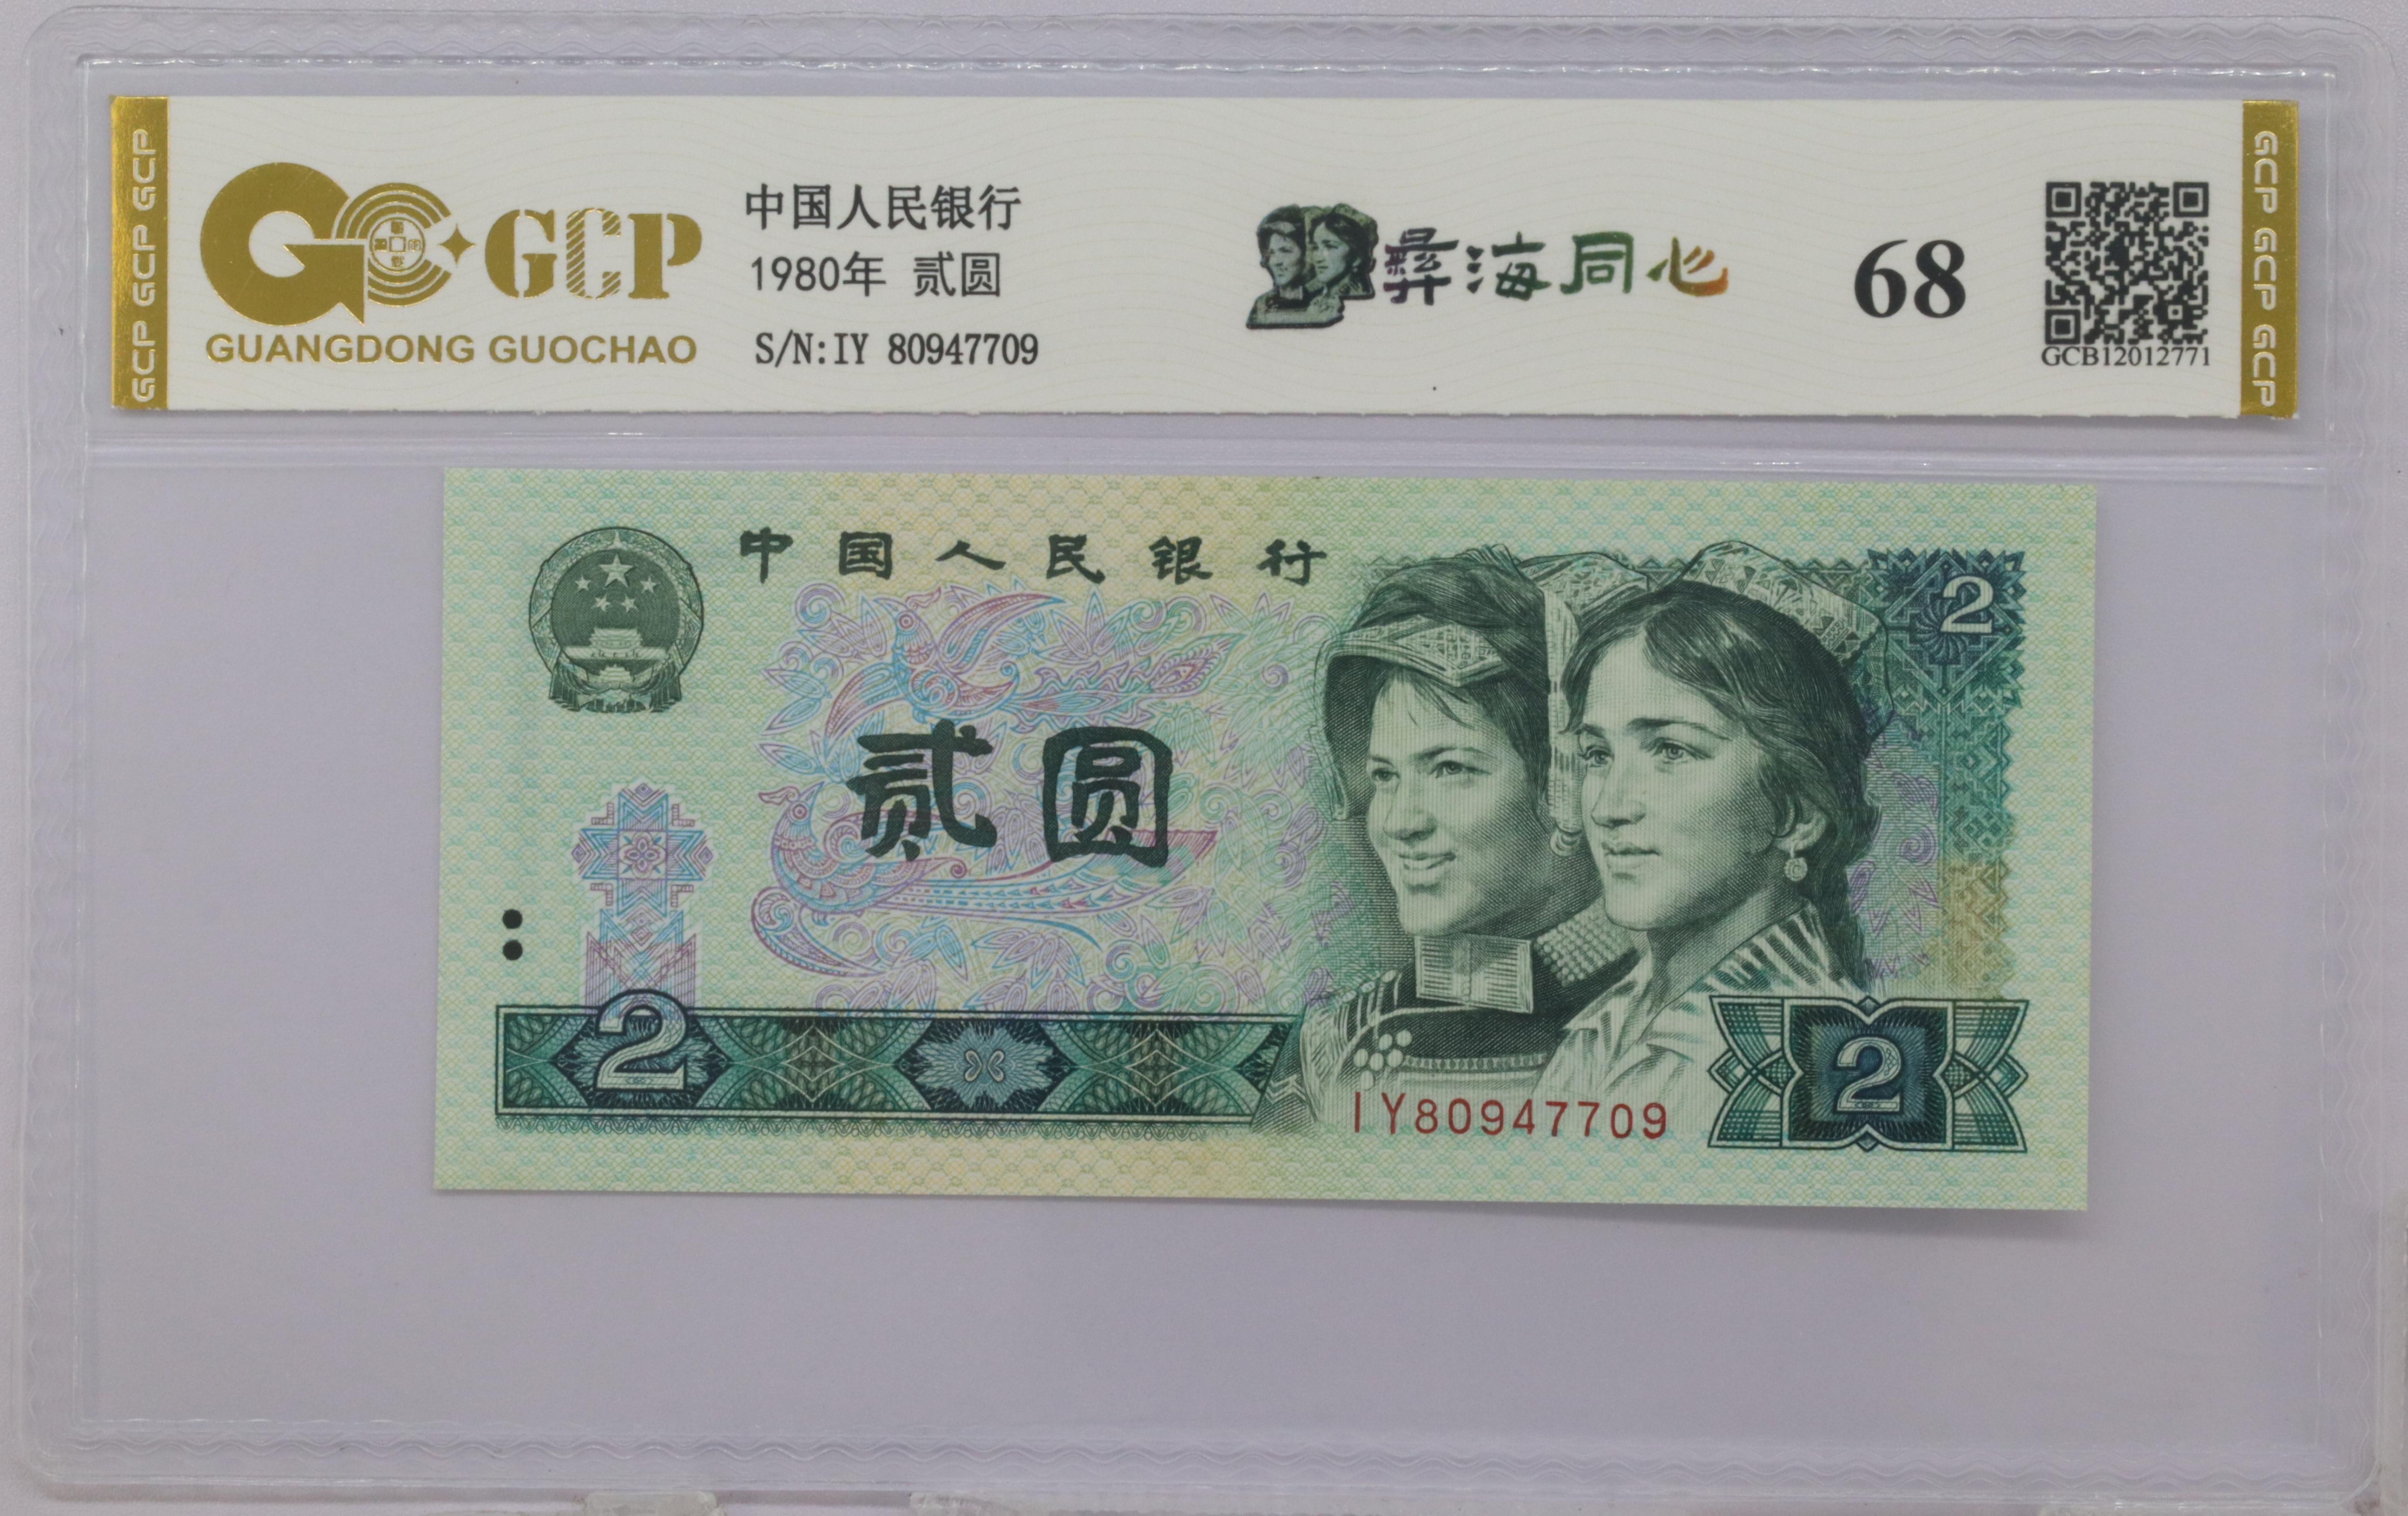 GCP GCP GCP
GCP
GUANGDONG GUOCHAO
中国人民银行
1980年 贰圆
S/N:IY 80947709
彝海同心
68
GCB12012771
GCP GCP GCP
中国人民银行
2
贰圆
2
IY80947709
2